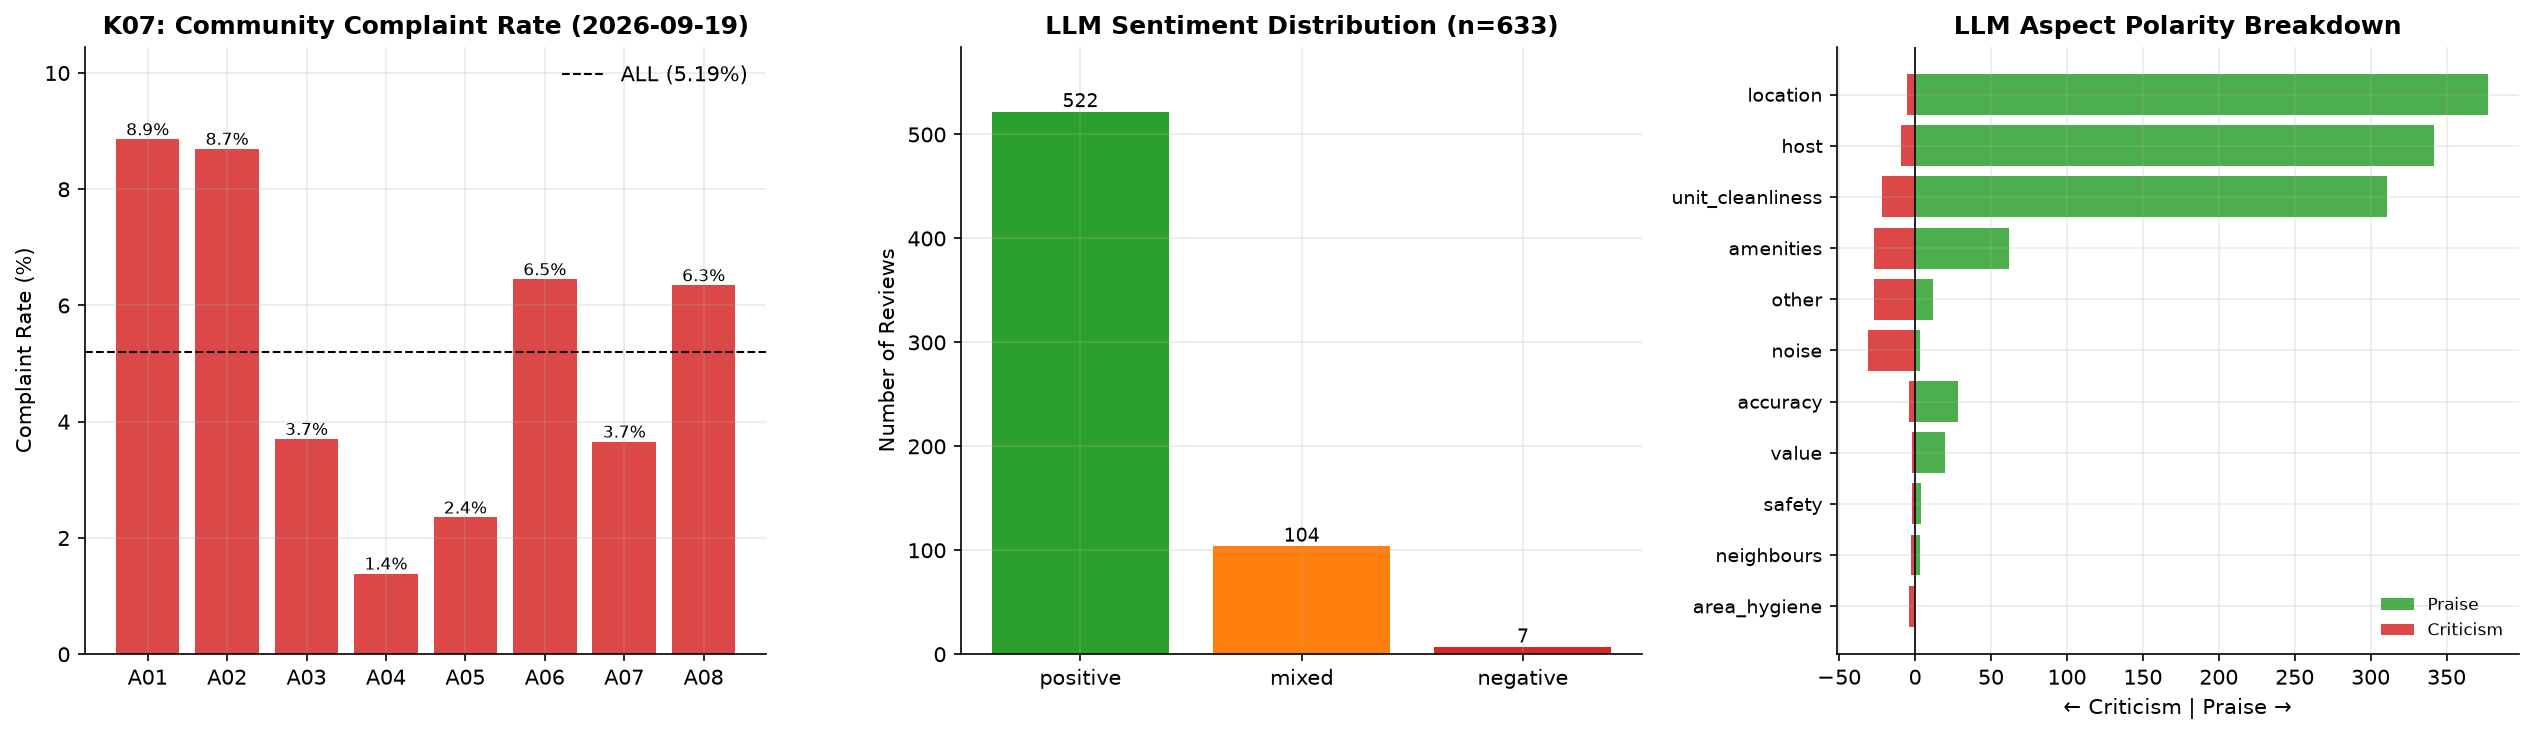 K07: Community Complaint Rate (2026-09-19)
Complaint Rate (%)
10
8
6
4
2
0
ALL (5.19%)
8.9%
8.7%
3.7%
1.4%
2.4%
6.5%
3.7%
6.3%
A01
A02
A03
A04
A05
A06
A07
A08
LLM Sentiment Distribution (n=633)
Number of Reviews
500
400
300
200
100
0
522
104
7
positive
mixed
negative
LLM Aspect Polarity Breakdown
location
host
unit_cleanliness
amenities
other
noise
accuracy
value
safety
neighbours
area_hygiene
Praise
Criticism
−50
0
50
100
150
200
250
300
350
← Criticism | Praise →